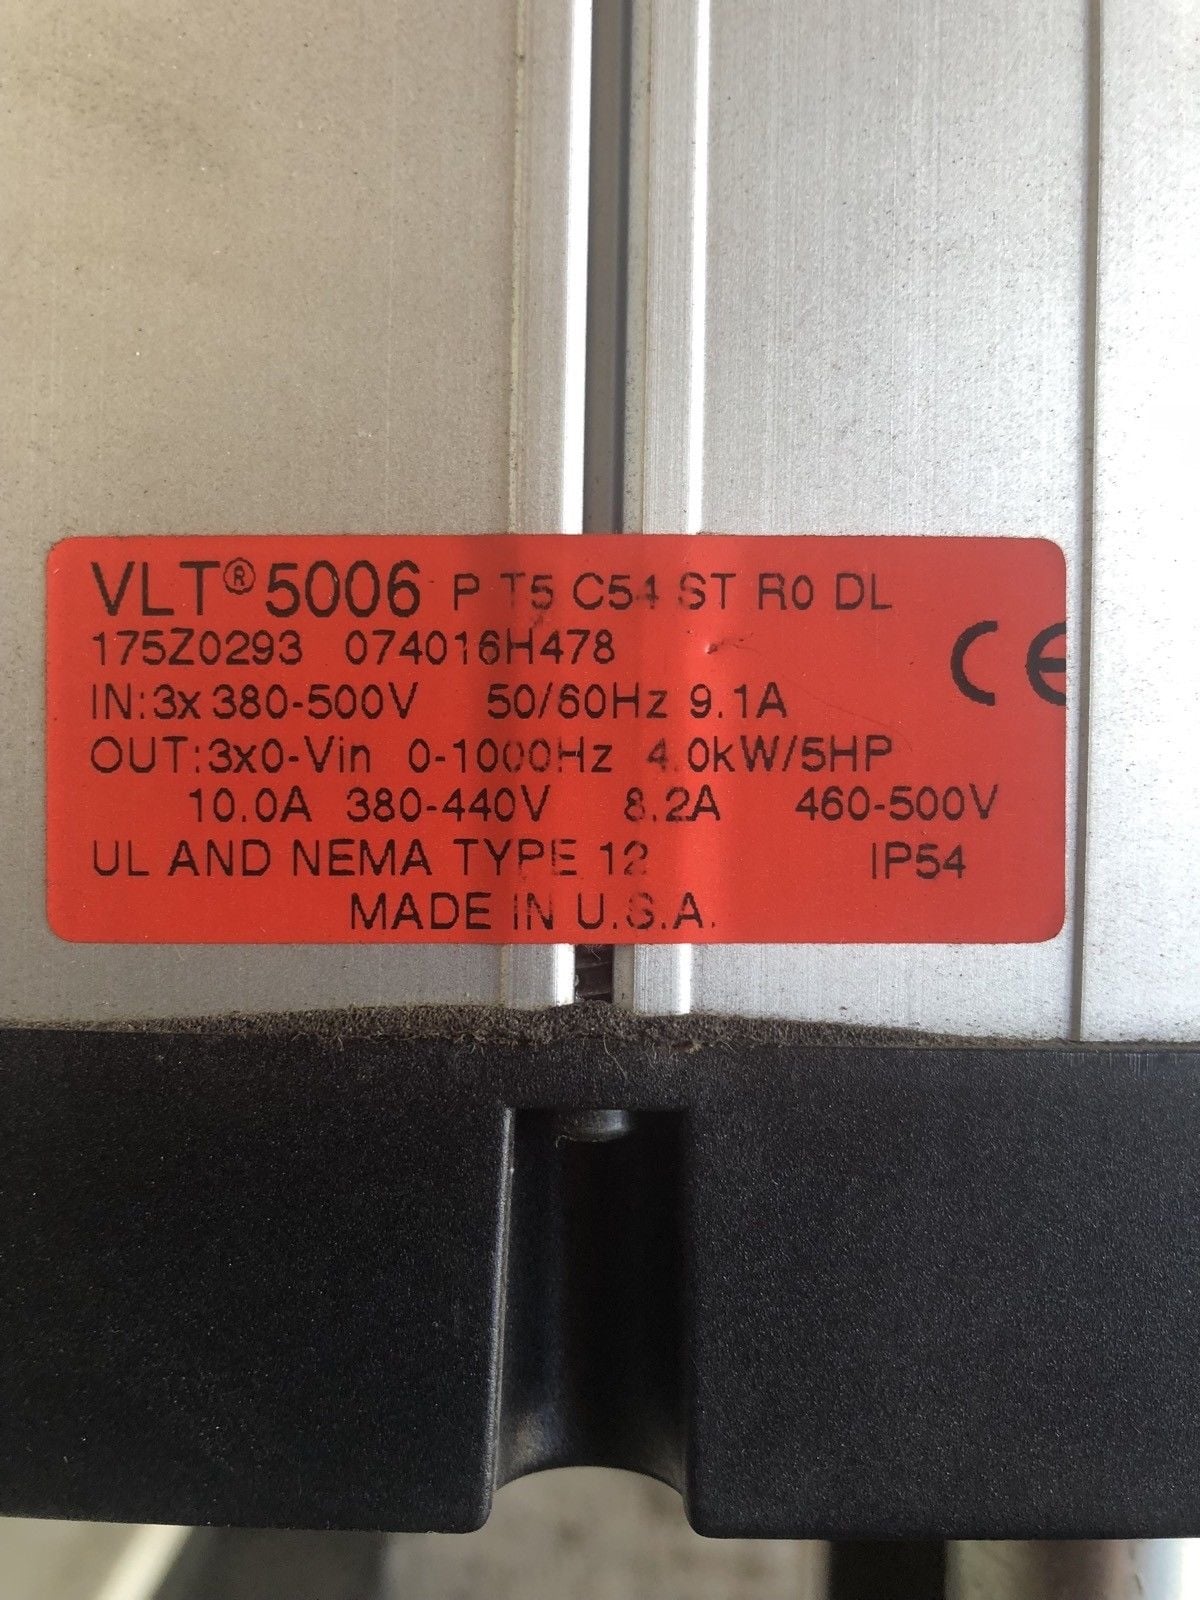 VLT® 5006 P T5 C54 ST R0 DL
175Z0293 074016H478
CE
IN:3x 380-500V 50/60Hz 9.1A
OUT:3x0-Vin 0-1000Hz 4.0kW/5HP
10.0A 380-440V 8.2A 460-500V
UL AND NEMA TYPE 12 IP54
MADE IN U.S.A.